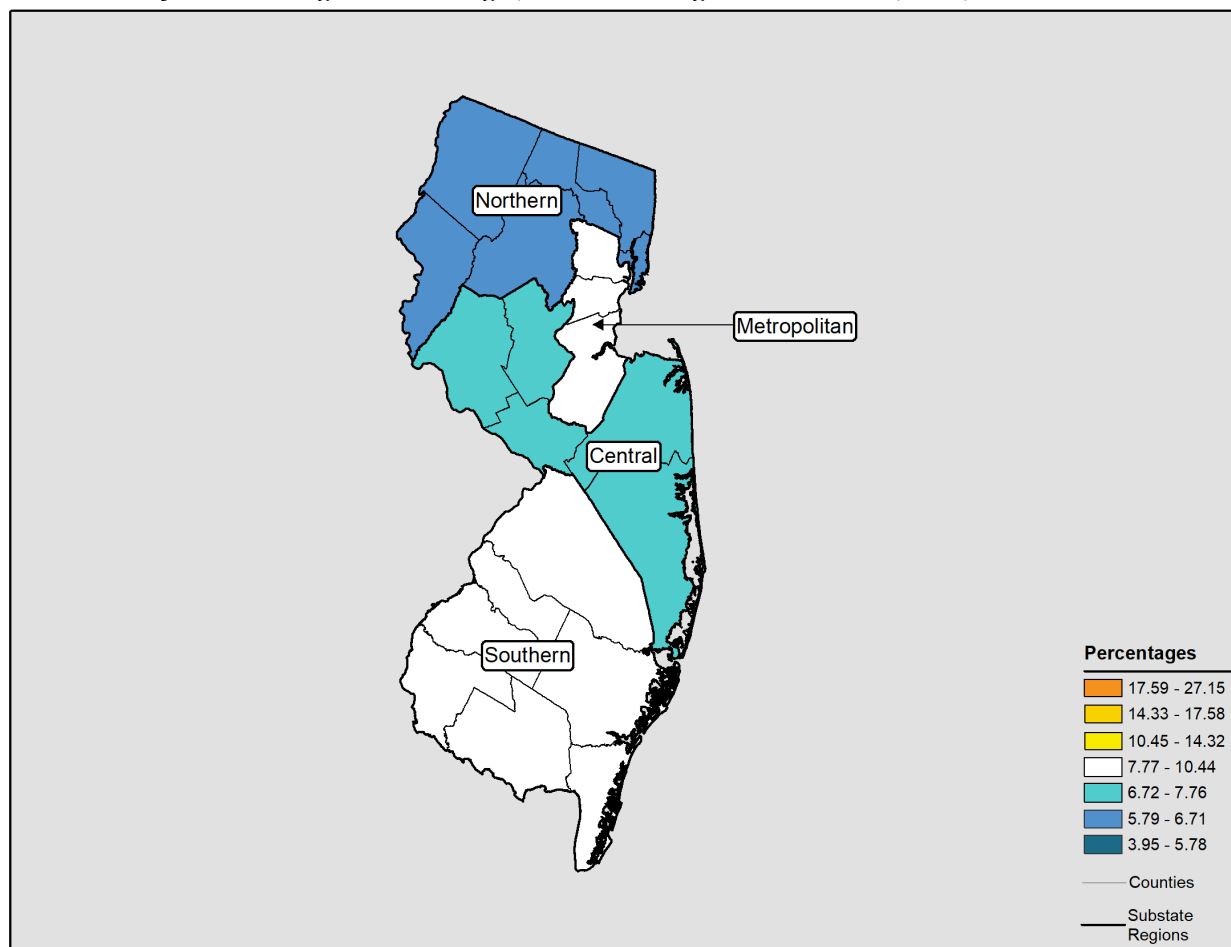 Northern
Metropolitan
Central
Southern
Percentages
17.59 - 27.15
14.33 - 17.58
10.45 - 14.32
7.77 - 10.44
6.72 - 7.76
5.79 - 6.71
3.95 - 5.78
Counties
Substate
Regions